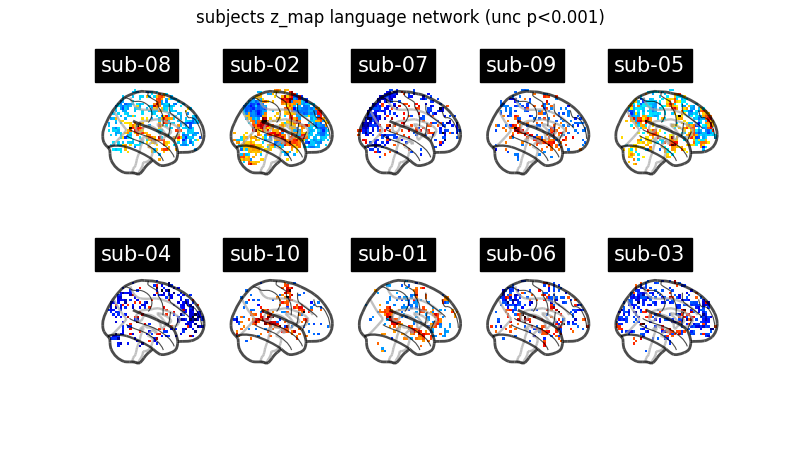 subjects z_map language network (unc p<0.001)
sub-08
sub-02
sub-07
sub-09
sub-05
sub-04
sub-10
sub-01
sub-06
sub-03